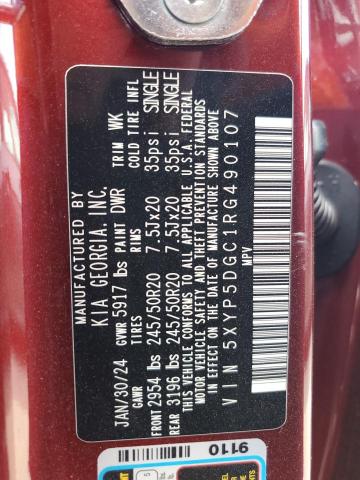 MANUFACTURED BY
KIA GEORGIA, INC.
JAN/30/24 GVWR 5917 lbs PAINT DWR TRIM WK
GAWR TIRES RIMS COLD TIRE INFL
FRONT 2954 lbs 245/50R20 7.5Jx20 35psi SINGLE
REAR 3196 lbs 245/50R20 7.5Jx20 35psi SINGLE
THIS VEHICLE CONFORMS TO ALL APPLICABLE U.S.A. FEDERAL
MOTOR VEHICLE SAFETY AND THEFT PREVENTION STANDARDS
IN EFFECT ON THE DATE OF MANUFACTURE SHOWN ABOVE
VIN 5XYP5DGC1RG490107
MPV
9110